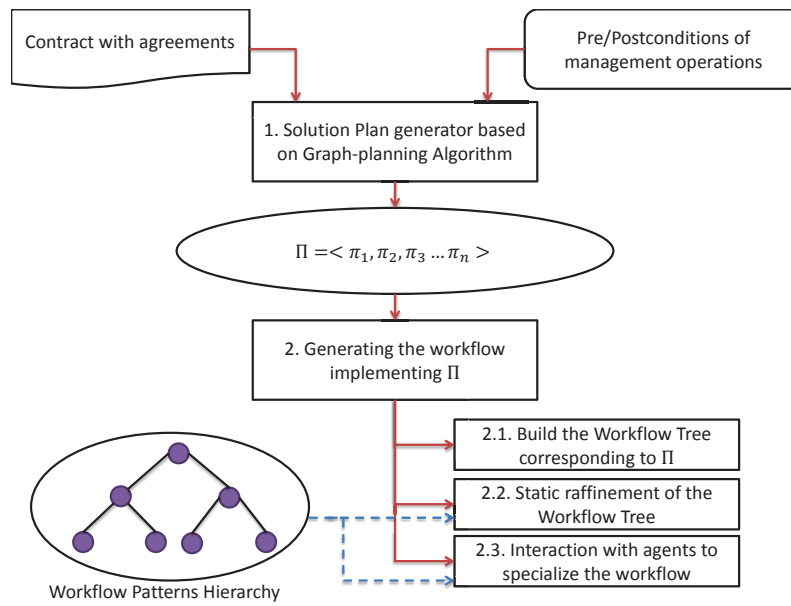 Contract with agreements
Pre/Postconditions of
management operations
1. Solution Plan generator based
on Graph-planning Algorithm
Π =< π₁, π₂, π₃ … πₙ >
2. Generating the workflow
implementing Π
2.1. Build the Workflow Tree
corresponding to Π
2.2. Static raffinement of the
Workflow Tree
2.3. Interaction with agents to
specialize the workflow
Workflow Patterns Hierarchy